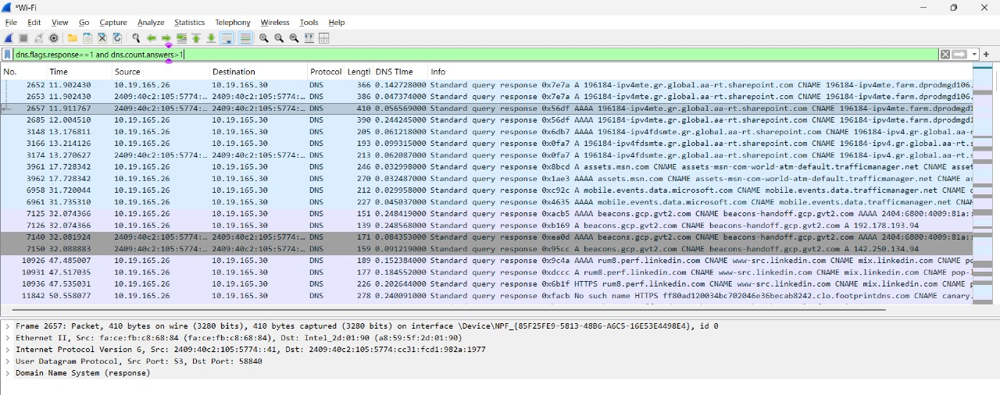 *Wi-Fi
File Edit View Go Capture Analyze Statistics Telephony Wireless Tools Help
dns.flags.response==1 and dns.count.answers>1
No. Time Source Destination Protocol Lengtl DNS TIme Info
2652 11.902430 10.19.165.26 10.19.165.30 DNS 366 0.142728000 Standard query response 0x7e7a A 196184-ipv4mte.gr.global.aa-rt.sharepoint.com CNAME 196184-ipv4mte.farm.dprodmgd106.
2653 11.902430 2409:40c2:105:5774:… 2409:40c2:105:5774:… DNS 386 0.047374000 Standard query response 0x7e7a A 196184-ipv4mte.gr.global.aa-rt.sharepoint.com CNAME 196184-ipv4mte.farm.dprodmgd106.
2657 11.911767 2409:40c2:105:5774:… 2409:40c2:105:5774:… DNS 410 0.056569000 Standard query response 0x56df AAAA 196184-ipv4mte.gr.global.aa-rt.sharepoint.com CNAME 196184-ipv4mte.farm.dprodmgd1
2685 12.004510 10.19.165.26 10.19.165.30 DNS 390 0.244245000 Standard query response 0x56df AAAA 196184-ipv4mte.gr.global.aa-rt.sharepoint.com CNAME 196184-ipv4mte.farm.dprodmgd1
3148 13.176811 10.19.165.26 10.19.165.30 DNS 205 0.061218000 Standard query response 0x6db7 AAAA 196184-ipv4fdsmte.gr.global.aa-rt.sharepoint.com CNAME 196184-ipv4.gr.global.aa-r
3166 13.214126 10.19.165.26 10.19.165.30 DNS 193 0.099315000 Standard query response 0x0fa7 A 196184-ipv4fdsmte.gr.global.aa-rt.sharepoint.com CNAME 196184-ipv4.gr.global.aa-rt.s
3174 13.270627 2409:40c2:105:5774:… 2409:40c2:105:5774:… DNS 213 0.062087000 Standard query response 0x0fa7 A 196184-ipv4fdsmte.gr.global.aa-rt.sharepoint.com CNAME 196184-ipv4.gr.global.aa-rt.s
3961 17.728342 10.19.165.26 10.19.165.30 DNS 246 0.032998000 Standard query response 0x8bcd A assets.msn.com CNAME assets-msn-com-world-atm-default.trafficmanager.net CNAME asset
3962 17.728342 10.19.165.26 10.19.165.30 DNS 270 0.032487000 Standard query response 0x1ae3 AAAA assets.msn.com CNAME assets-msn-com-world-atm-default.trafficmanager.net CNAME as
6958 31.720044 10.19.165.26 10.19.165.30 DNS 212 0.029958000 Standard query response 0xc92c A mobile.events.data.microsoft.com CNAME mobile.events.data.trafficmanager.net CNAME c
6961 31.735310 10.19.165.26 10.19.165.30 DNS 227 0.045037000 Standard query response 0x4635 AAAA mobile.events.data.microsoft.com CNAME mobile.events.data.trafficmanager.net CNAM
7125 32.074366 10.19.165.26 10.19.165.30 DNS 151 0.248419000 Standard query response 0xacb5 AAAA beacons.gcp.gvt2.com CNAME beacons-handoff.gcp.gvt2.com AAAA 2404:6800:4009:81a:
7126 32.074366 10.19.165.26 10.19.165.30 DNS 139 0.248568000 Standard query response 0xb169 A beacons.gcp.gvt2.com CNAME beacons-handoff.gcp.gvt2.com A 192.178.193.94
7140 32.081924 2409:40c2:105:5774:… 2409:40c2:105:5774:… DNS 171 0.084353000 Standard query response 0xea0d AAAA beacons.gcp.gvt2.com CNAME beacons-handoff.gcp.gvt2.com AAAA 2404:6800:4009:81a:
7150 32.088883 2409:40c2:105:5774:… 2409:40c2:105:5774:… DNS 159 0.091219000 Standard query response 0x95cc A beacons.gcp.gvt2.com CNAME beacons-handoff.gcp.gvt2.com A 142.250.134.94
10926 47.485007 10.19.165.26 10.19.165.30 DNS 189 0.152384000 Standard query response 0x9c4a AAAA rum8.perf.linkedin.com CNAME www-src.linkedin.com CNAME mix.linkedin.com CNAME po
10931 47.517035 10.19.165.26 10.19.165.30 DNS 177 0.184552000 Standard query response 0xdccc A rum8.perf.linkedin.com CNAME www-src.linkedin.com CNAME mix.linkedin.com CNAME pop-l
10936 47.535031 10.19.165.26 10.19.165.30 DNS 226 0.202644000 Standard query response 0x6b1f HTTPS rum8.perf.linkedin.com CNAME www-src.linkedin.com CNAME mix.linkedin.com CNAME p
11842 50.558077 10.19.165.26 10.19.165.30 DNS 278 0.240091000 Standard query response 0xfacb No such name HTTPS ff80ad120034bc702046e36becab8242.clo.footprintdns.com CNAME canary.
Frame 2657: Packet, 410 bytes on wire (3280 bits), 410 bytes captured (3280 bits) on interface \Device\NPF_{85F25FE9-5813-48B6-A6C5-16E53E4498E4}, id 0
Ethernet II, Src: fa:ce:fb:c8:68:84 (fa:ce:fb:c8:68:84), Dst: Intel_2d:01:90 (a8:59:5f:2d:01:90)
Internet Protocol Version 6, Src: 2409:40c2:105:5774::41, Dst: 2409:40c2:105:5774:cc31:fcd1:982a:1977
User Datagram Protocol, Src Port: 53, Dst Port: 58840
Domain Name System (response)